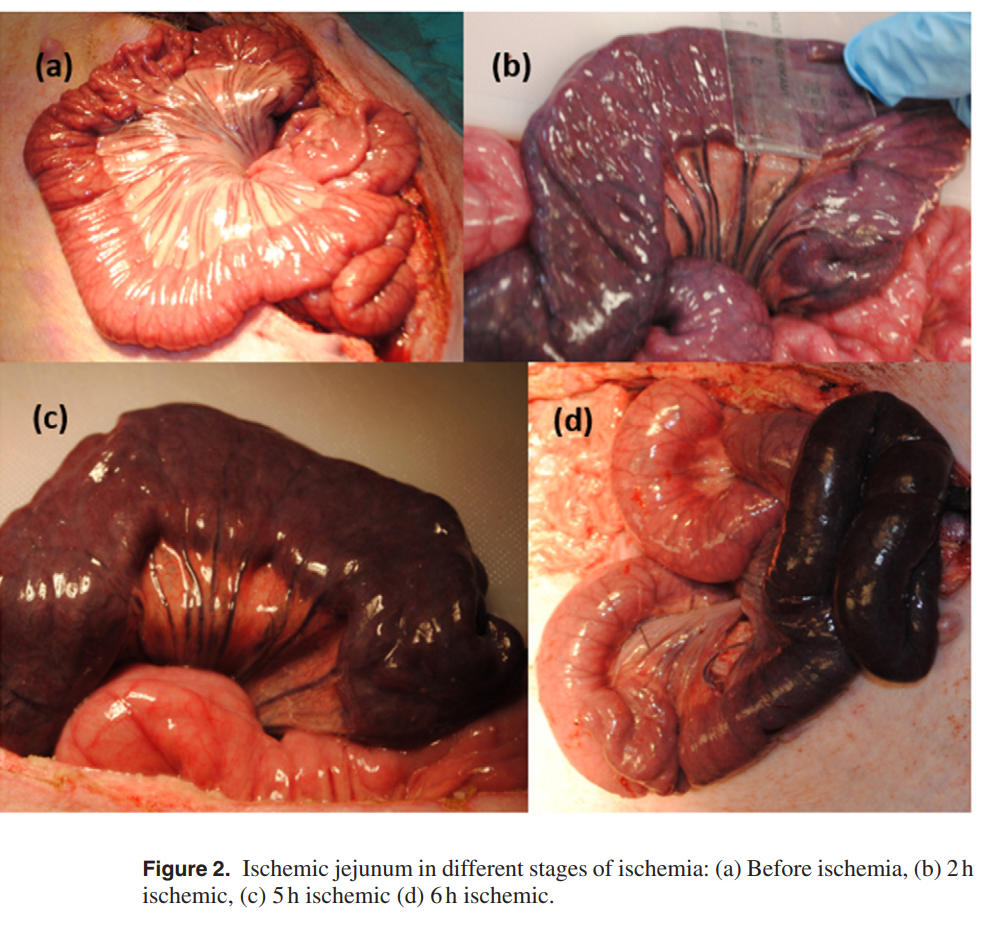 (a)
(b)
(c)
(d)
Figure 2. Ischemic jejunum in different stages of ischemia: (a) Before ischemia, (b) 2 h
ischemic, (c) 5 h ischemic (d) 6 h ischemic.